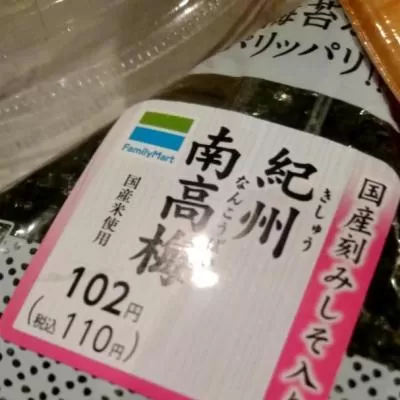 パリッパリ!
FamilyMart
国産刻みしそ入
紀州
きしゅう
南高梅
なんこうば
国産米使用
102円
(税込110円)